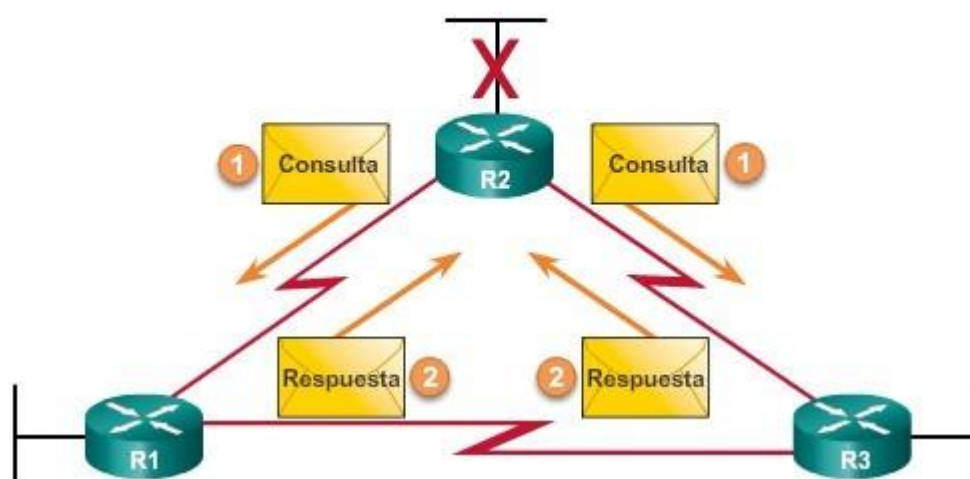 X
1
Consulta
Consulta
1
R2
Respuesta
2
2
Respuesta
R1
R3